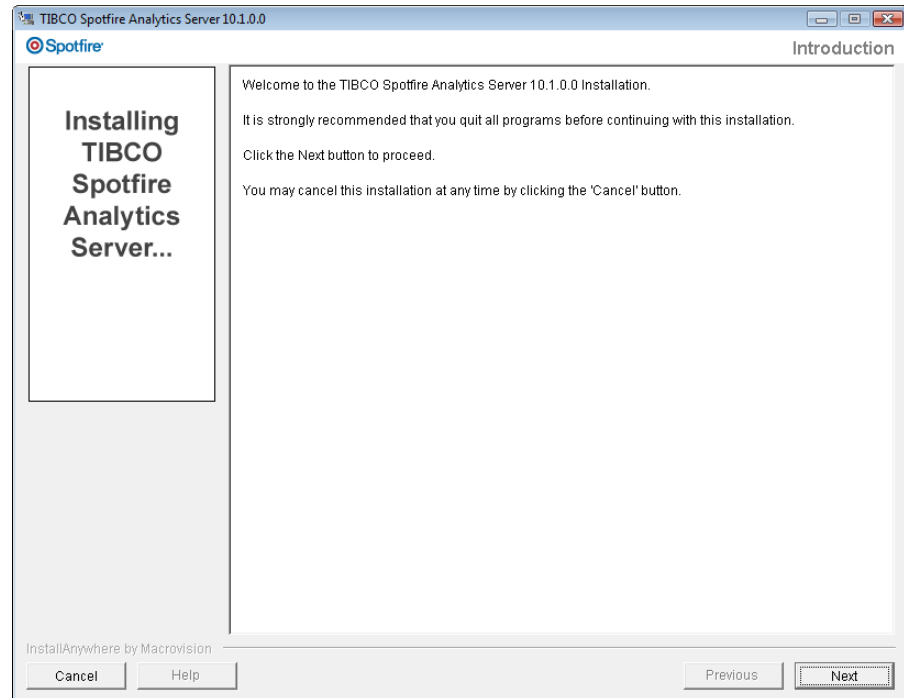 TIBCO Spotfire Analytics Server 10.1.0.0
Spotfire
Introduction
Installing
TIBCO
Spotfire
Analytics
Server...
Welcome to the TIBCO Spotfire Analytics Server 10.1.0.0 Installation.
It is strongly recommended that you quit all programs before continuing with this installation.
Click the Next button to proceed.
You may cancel this installation at any time by clicking the 'Cancel' button.
InstallAnywhere by Macrovision
Cancel
Help
Previous
Next